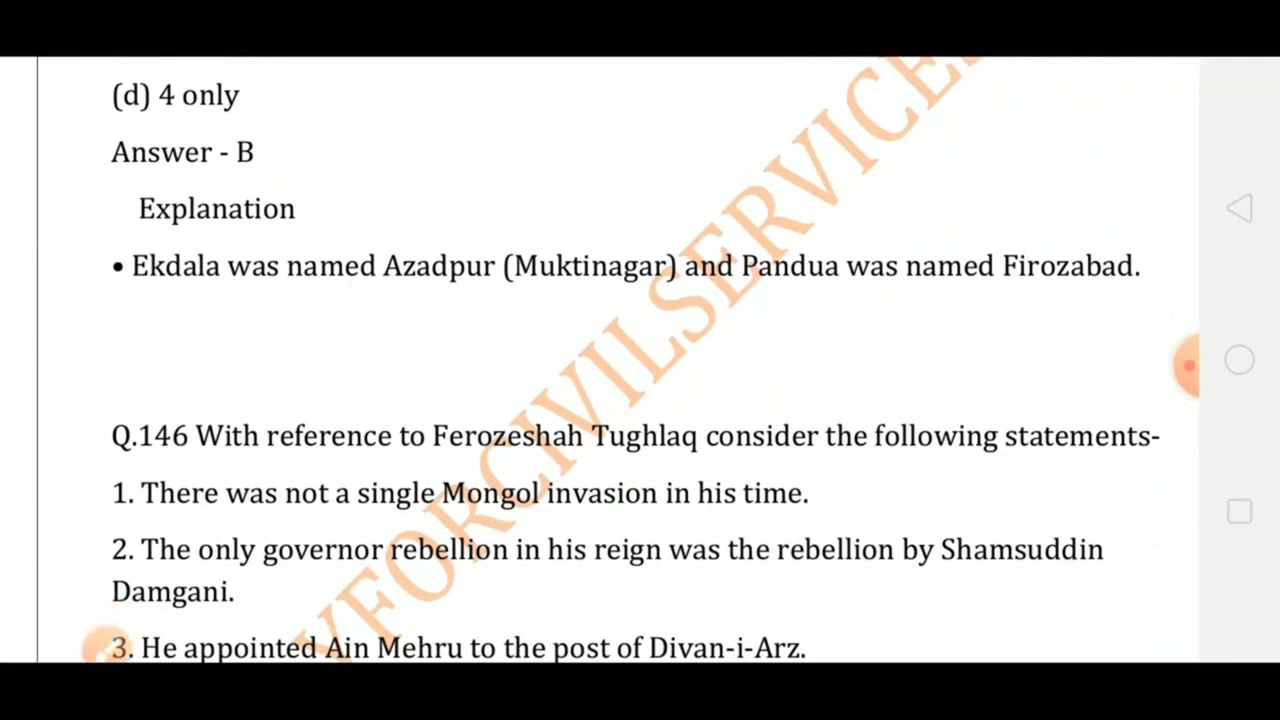 (d) 4 only
Answer - B
Explanation
• Ekdala was named Azadpur (Muktinagar) and Pandua was named Firozabad.
Q.146 With reference to Ferozeshah Tughlaq consider the following statements-
1. There was not a single Mongol invasion in his time.
2. The only governor rebellion in his reign was the rebellion by Shamsuddin
Damgani.
3. He appointed Ain Mehru to the post of Divan-i-Arz.
YFORCIVILSERVICES